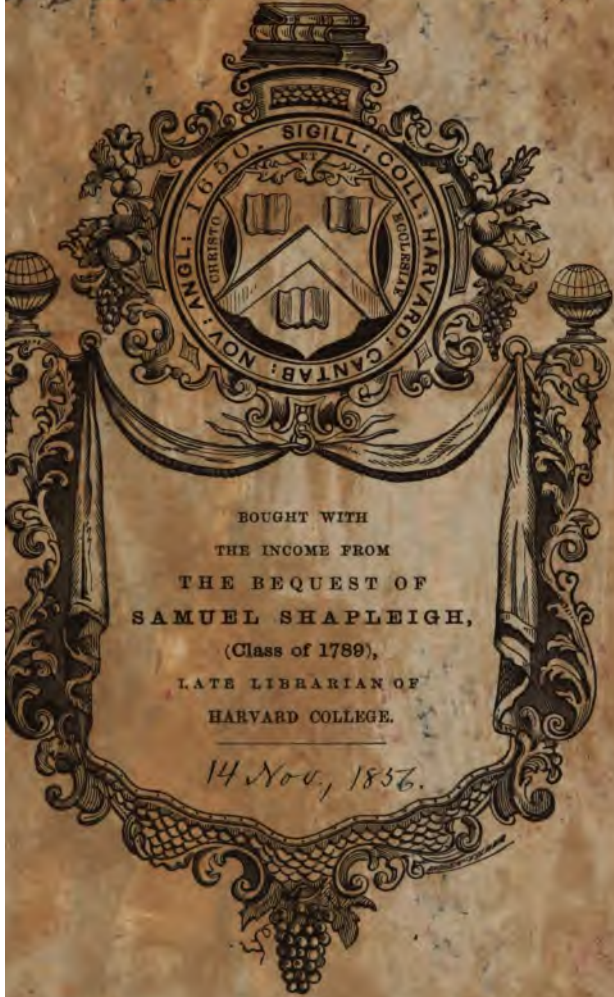 SIGILL: COLL: HARVARD: CANTAB: NOV: ANGL: 1650.
ET
CHRISTO
ECCLESIAE
BOUGHT WITH
THE INCOME FROM
THE BEQUEST OF
SAMUEL SHAPLEIGH,
(Class of 1789),
LATE LIBRARIAN OF
HARVARD COLLEGE.
14 Nov., 1856.